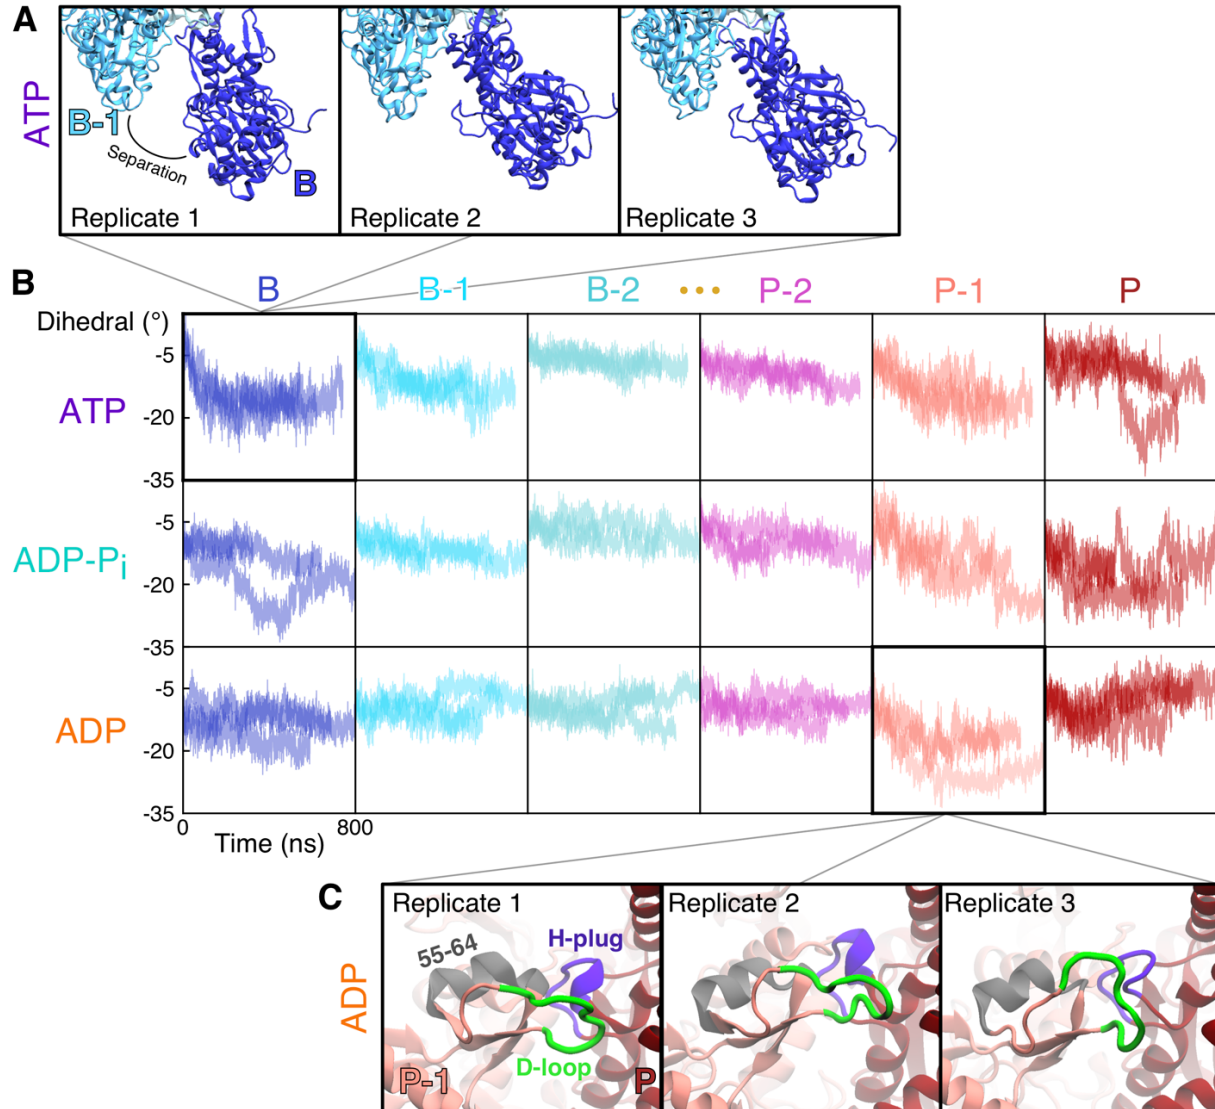 A
ATP
B-1
Separation
B
Replicate 1
Replicate 2
Replicate 3
B
B
B-1
B-2
•••
P-2
P-1
P
Dihedral (°)
ATP
-5
-20
-35
ADP-Pi
-5
-20
-35
ADP
-5
-20
-35
0
800
Time (ns)
C
ADP
Replicate 1
55-64
H-plug
D-loop
P-1
P
Replicate 2
Replicate 3